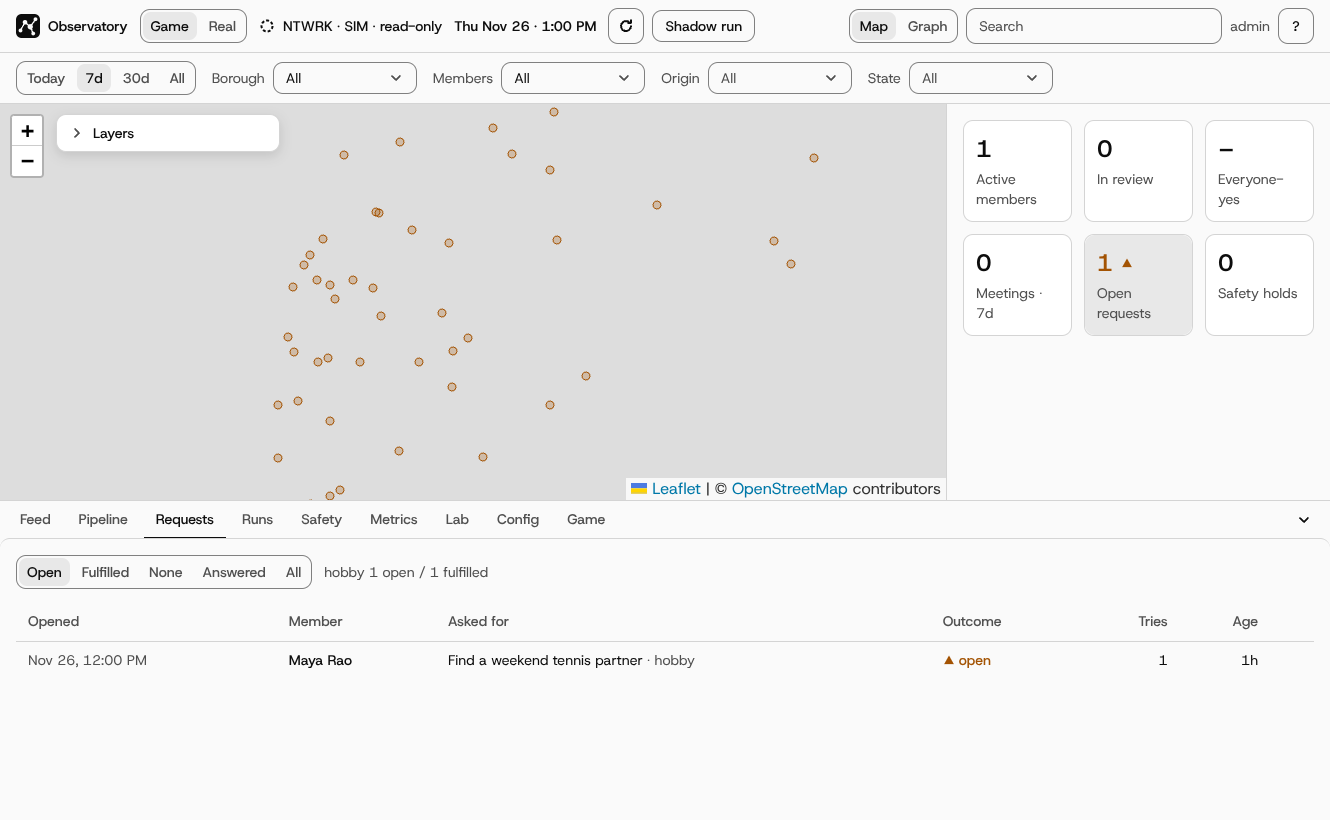 Observatory
Game Real
NTWRK · SIM · read-only Thu Nov 26 · 1:00 PM
Shadow run
Map Graph
Search
admin
?
Today 7d 30d All
Borough All
Members All
Origin All
State All
+
−
Layers
1
Active
members
0
In review
–
Everyone-
yes
0
Meetings ·
7d
1 ▲
Open
requests
0
Safety holds
Leaflet | © OpenStreetMap contributors
Feed Pipeline Requests Runs Safety Metrics Lab Config Game
Open Fulfilled None Answered All
hobby 1 open / 1 fulfilled
Opened Member Asked for Outcome Tries Age
Nov 26, 12:00 PM Maya Rao Find a weekend tennis partner · hobby ▲ open 1 1h